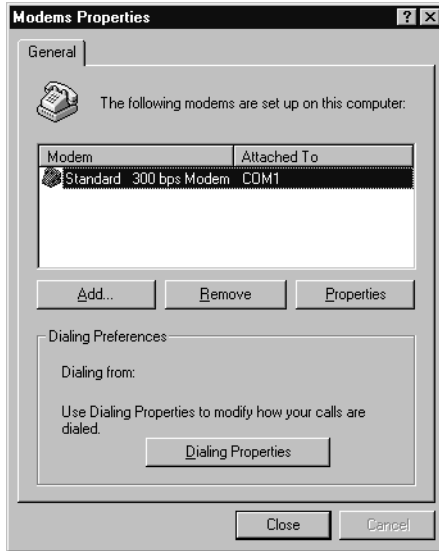 Modems Properties
General
The following modems are set up on this computer:
Modem Attached To
Standard 300 bps Modem COM1
Add... Remove Properties
Dialing Preferences
Dialing from:
Use Dialing Properties to modify how your calls are
dialed.
Dialing Properties
Close Cancel